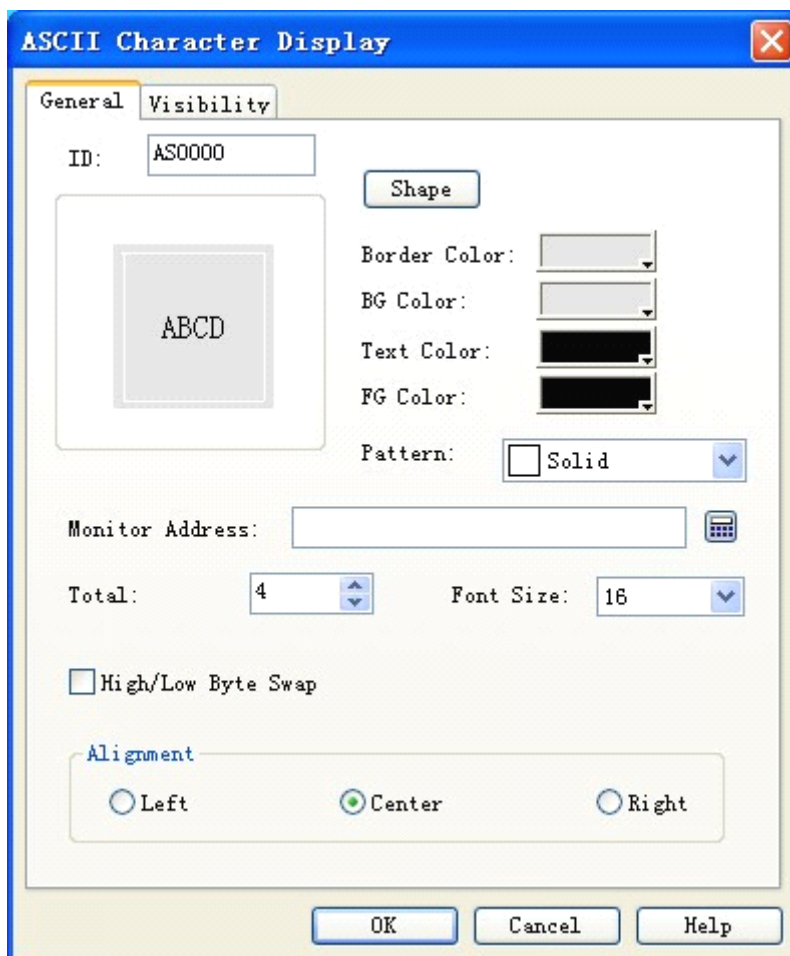 ASCII Character Display
General Visibility
ID: AS0000
Shape
ABCD
Border Color:
BG Color:
Text Color:
FG Color:
Pattern: Solid
Monitor Address:
Total: 4 Font Size: 16
High/Low Byte Swap
Alignment
Left Center Right
OK Cancel Help